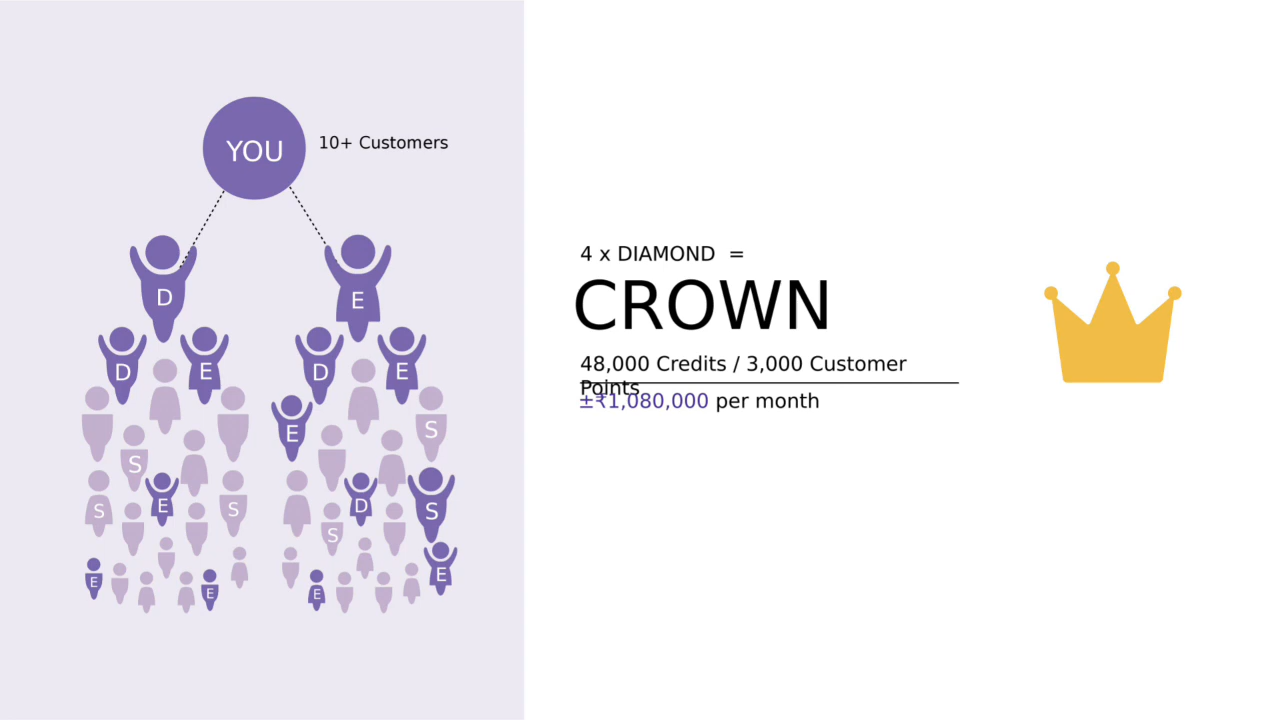 YOU
10+ Customers
D
E
D
E
D
E
E
S
S
S
E
S
D
S
S
E
E
E
E
4 x DIAMOND =
CROWN
48,000 Credits / 3,000 Customer
Points
±₹1,080,000 per month